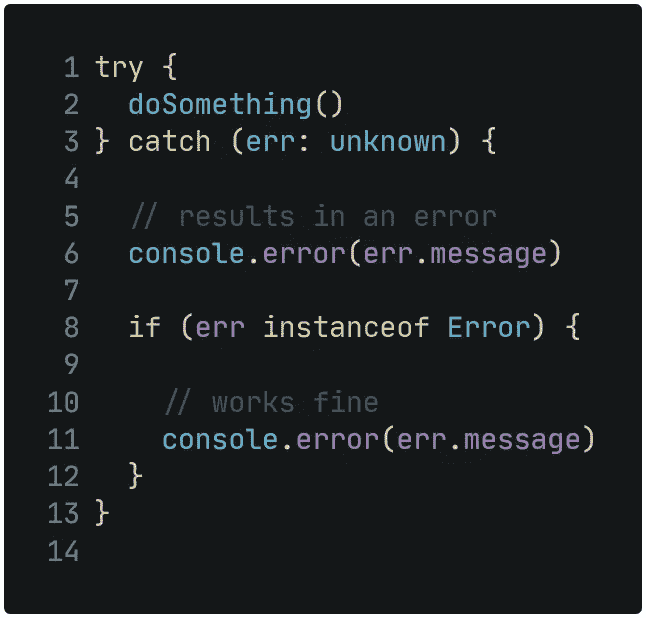 1 try {
2   doSomething()
3 } catch (err: unknown) {
4
5   // results in an error
6   console.error(err.message)
7
8   if (err instanceof Error) {
9
10     // works fine
11     console.error(err.message)
12   }
13 }
14